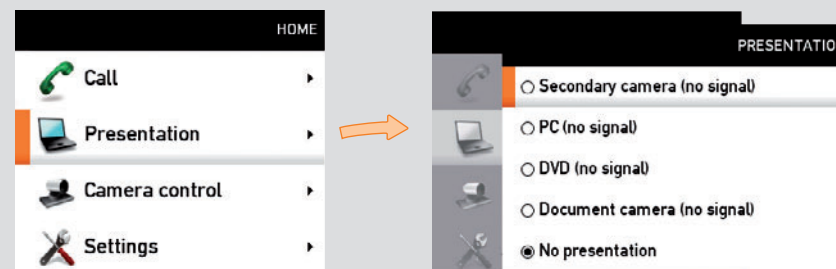 HOME
Call
Presentation
Camera control
Settings
PRESENTATIO
Secondary camera (no signal)
PC (no signal)
DVD (no signal)
Document camera (no signal)
No presentation